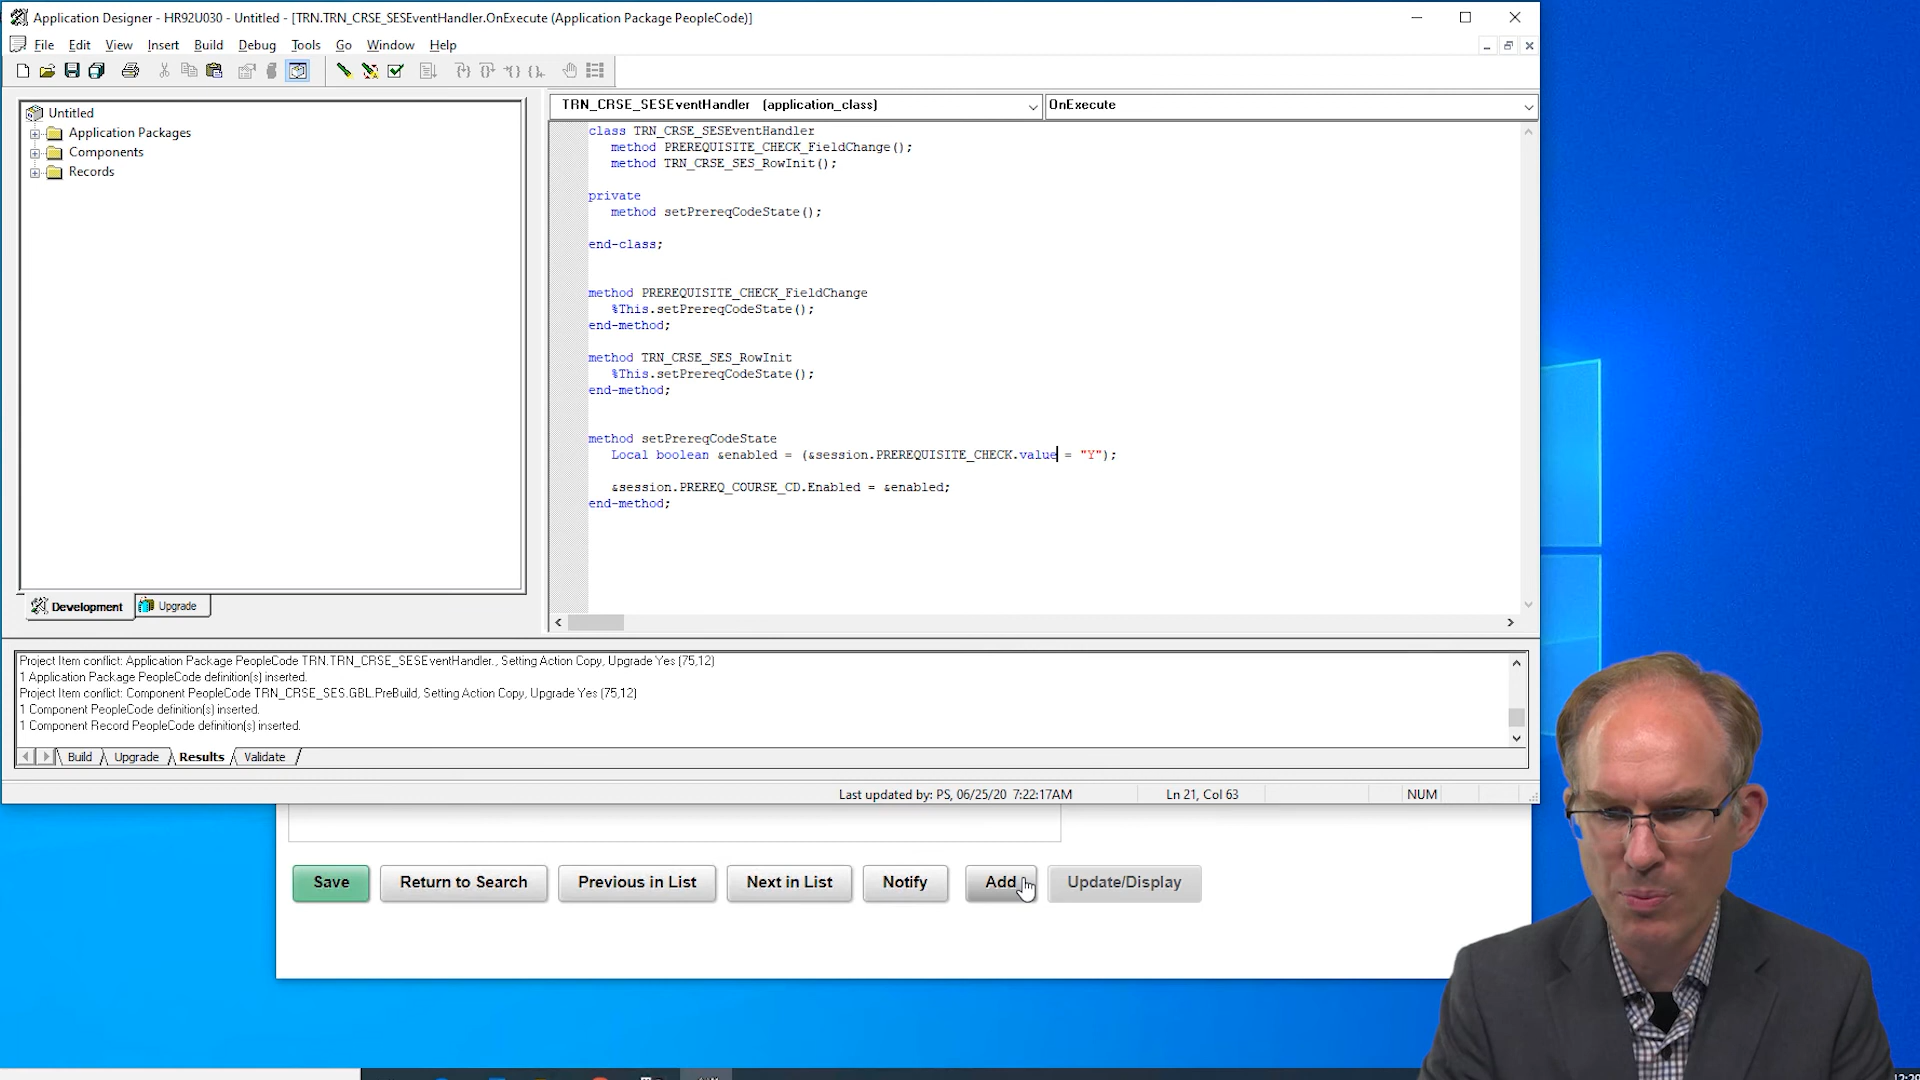 Application Designer - HR92U030 - Untitled - [TRN.TRN_CRSE_SESEventHandler.OnExecute (Application Package PeopleCode)]
File Edit View Insert Build Debug Tools Go Window Help
TRN_CRSE_SESEventHandler (application_class)
OnExecute
Untitled
Application Packages
Components
Records
class TRN_CRSE_SESEventHandler
method PREREQUISITE_CHECK_FieldChange();
method TRN_CRSE_SES_RowInit();
private
method setPrereqCodeState();
end-class;
method PREREQUISITE_CHECK_FieldChange
%This.setPrereqCodeState();
end-method;
method TRN_CRSE_SES_RowInit
%This.setPrereqCodeState();
end-method;
method setPrereqCodeState
Local boolean &enabled = (&session.PREREQUISITE_CHECK.value = "Y");
&session.PREREQ_COURSE_CD.Enabled = &enabled;
end-method;
Development Upgrade
Project Item conflict: Application Package PeopleCode TRN.TRN_CRSE_SESEventHandler., Setting Action Copy, Upgrade Yes (75,12)
1 Application Package PeopleCode definition(s) inserted.
Project Item conflict: Component PeopleCode TRN_CRSE_SES.GBL.PreBuild, Setting Action Copy, Upgrade Yes (75,12)
1 Component PeopleCode definition(s) inserted.
1 Component Record PeopleCode definition(s) inserted.
Build Upgrade Results Validate
Last updated by: PS, 06/25/20 7:22:17AM Ln 21, Col 63 NUM
Save Return to Search Previous in List Next in List Notify Add Update/Display